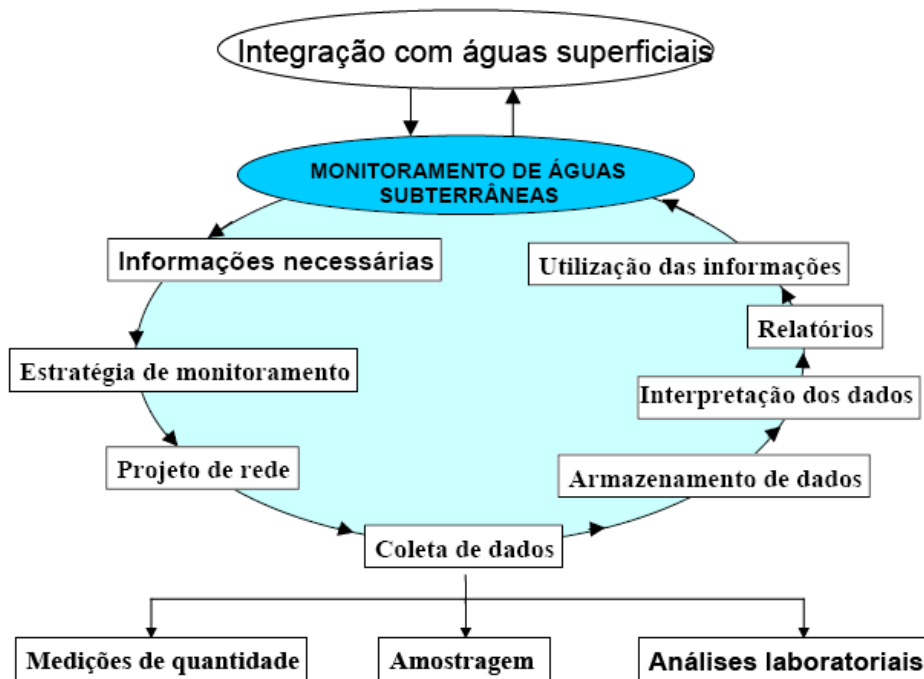 Integração com águas superficiais
MONITORAMENTO DE ÁGUAS
SUBTERRÂNEAS
Informações necessárias
Utilização das informações
Relatórios
Estratégia de monitoramento
Interpretação dos dados
Projeto de rede
Armazenamento de dados
Coleta de dados
Medições de quantidade
Amostragem
Análises laboratoriais